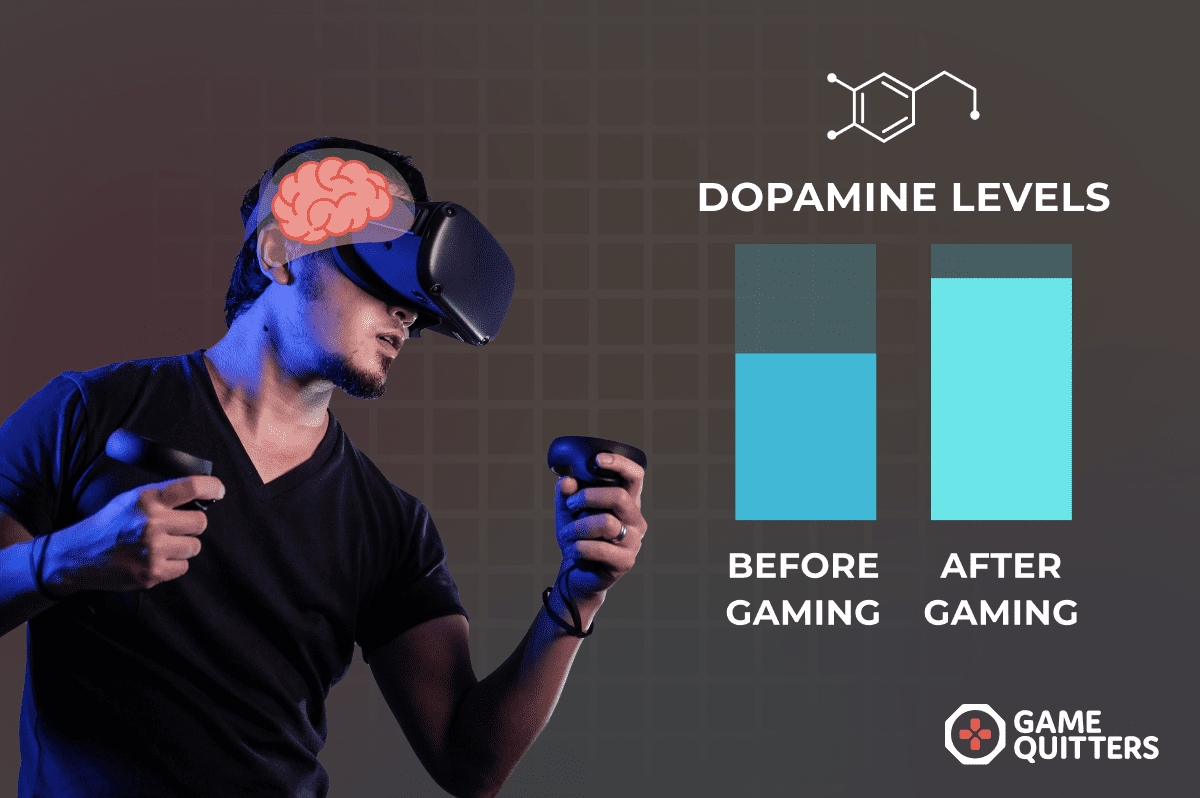 DOPAMINE LEVELS
BEFORE
GAMING
AFTER
GAMING
GAME
QUITTERS